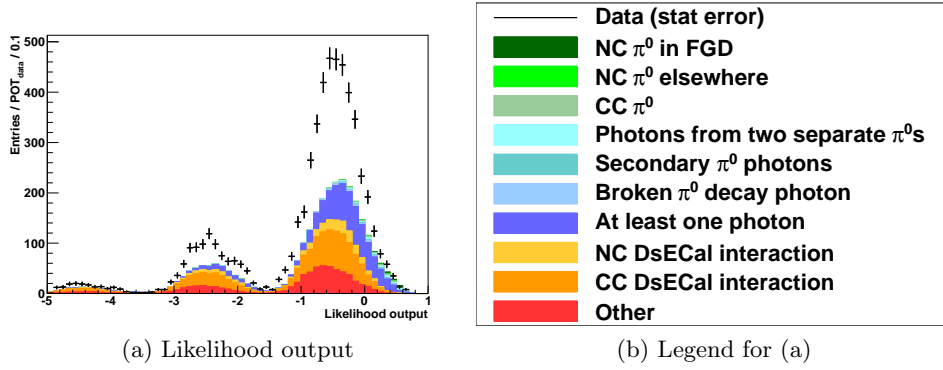 Entries / POT_data / 0.1
500
400
300
200
100
0
-5
-4
-3
-2
-1
0
1
Likelihood output
(a) Likelihood output
Data (stat error)
NC π⁰ in FGD
NC π⁰ elsewhere
CC π⁰
Photons from two separate π⁰s
Secondary π⁰ photons
Broken π⁰ decay photon
At least one photon
NC DsECal interaction
CC DsECal interaction
Other
(b) Legend for (a)